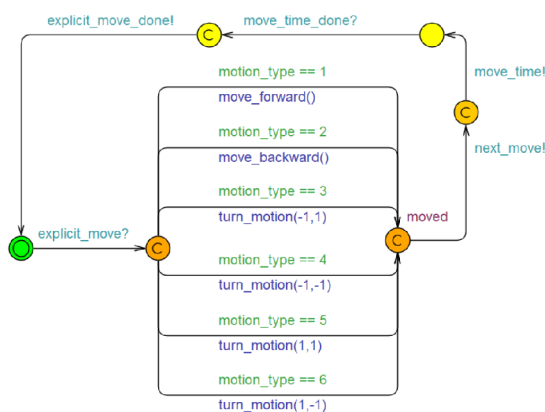 explicit_move_done!
move_time_done?
C
motion_type == 1
move_time!
move_forward()
C
motion_type == 2
next_move!
move_backward()
motion_type == 3
moved
turn_motion(-1,1)
explicit_move?
C
C
C
motion_type == 4
turn_motion(-1,-1)
motion_type == 5
turn_motion(1,1)
motion_type == 6
turn_motion(1,-1)